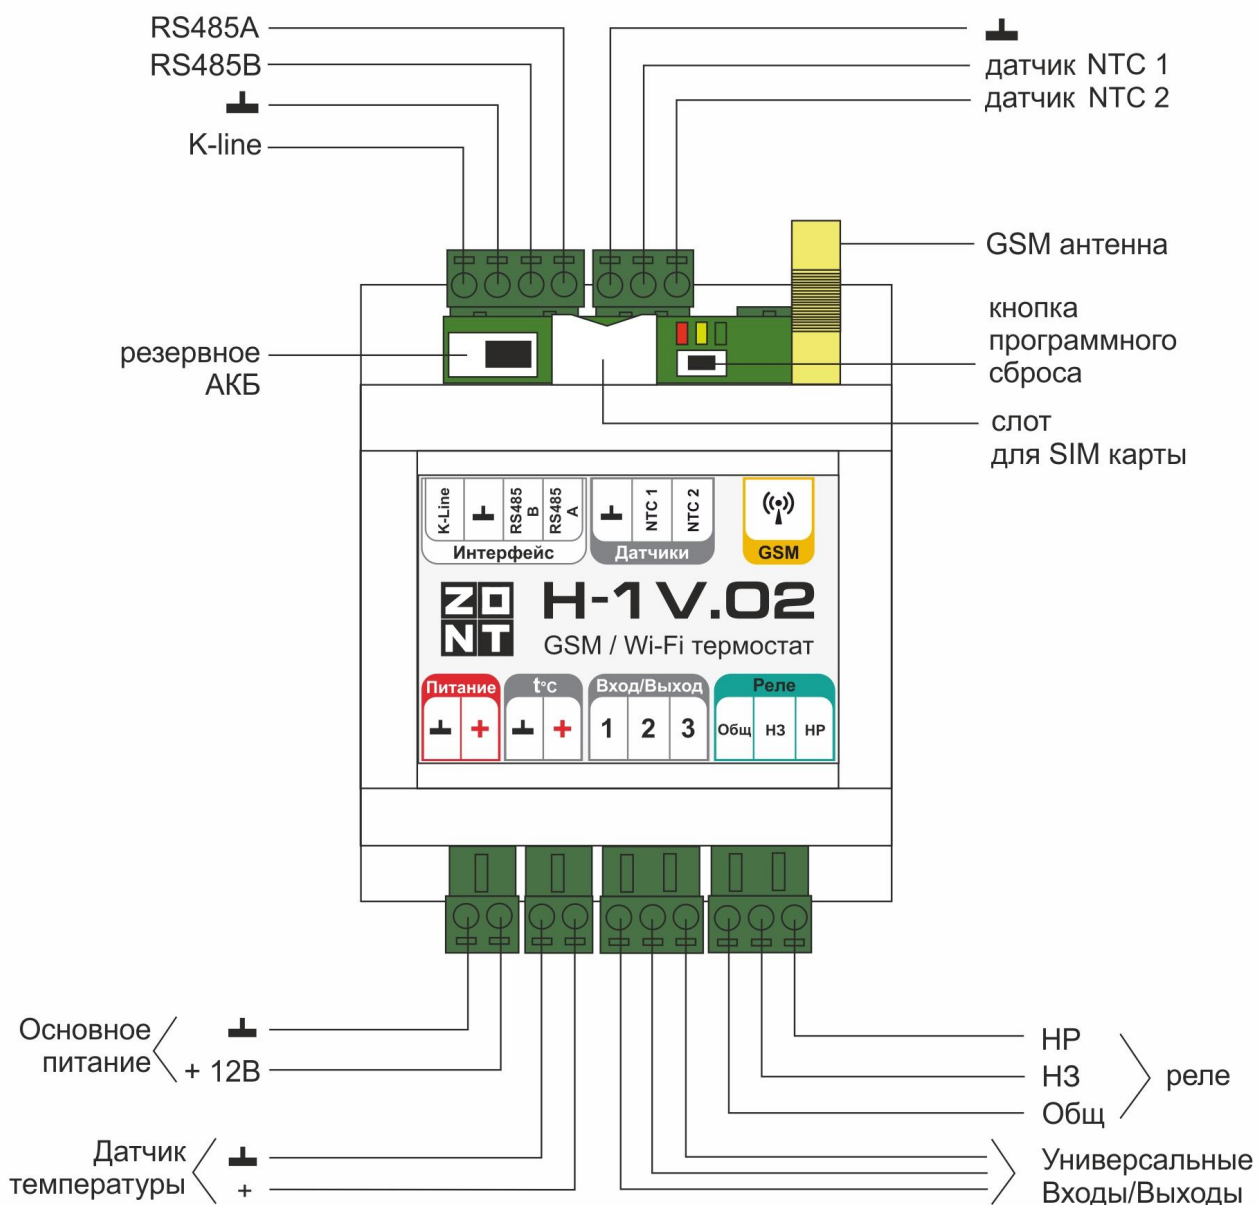 RS485A
RS485B
K-line
датчик NTC 1
датчик NTC 2
GSM антенна
кнопка
программного
сброса
резервное
АКБ
слот
для SIM карты
K-Line
RS485
B
RS485
A
NTC 1
NTC 2
Интерфейс
Датчики
GSM
ZONT
H-1V.02
GSM / Wi-Fi термостат
Питание
t°C
Вход/Выход
Реле
+
+
1
2
3
Общ
НЗ
НР
Основное
питание
+ 12В
Датчик
температуры
+
НР
НЗ
Общ
реле
Универсальные
Входы/Выходы